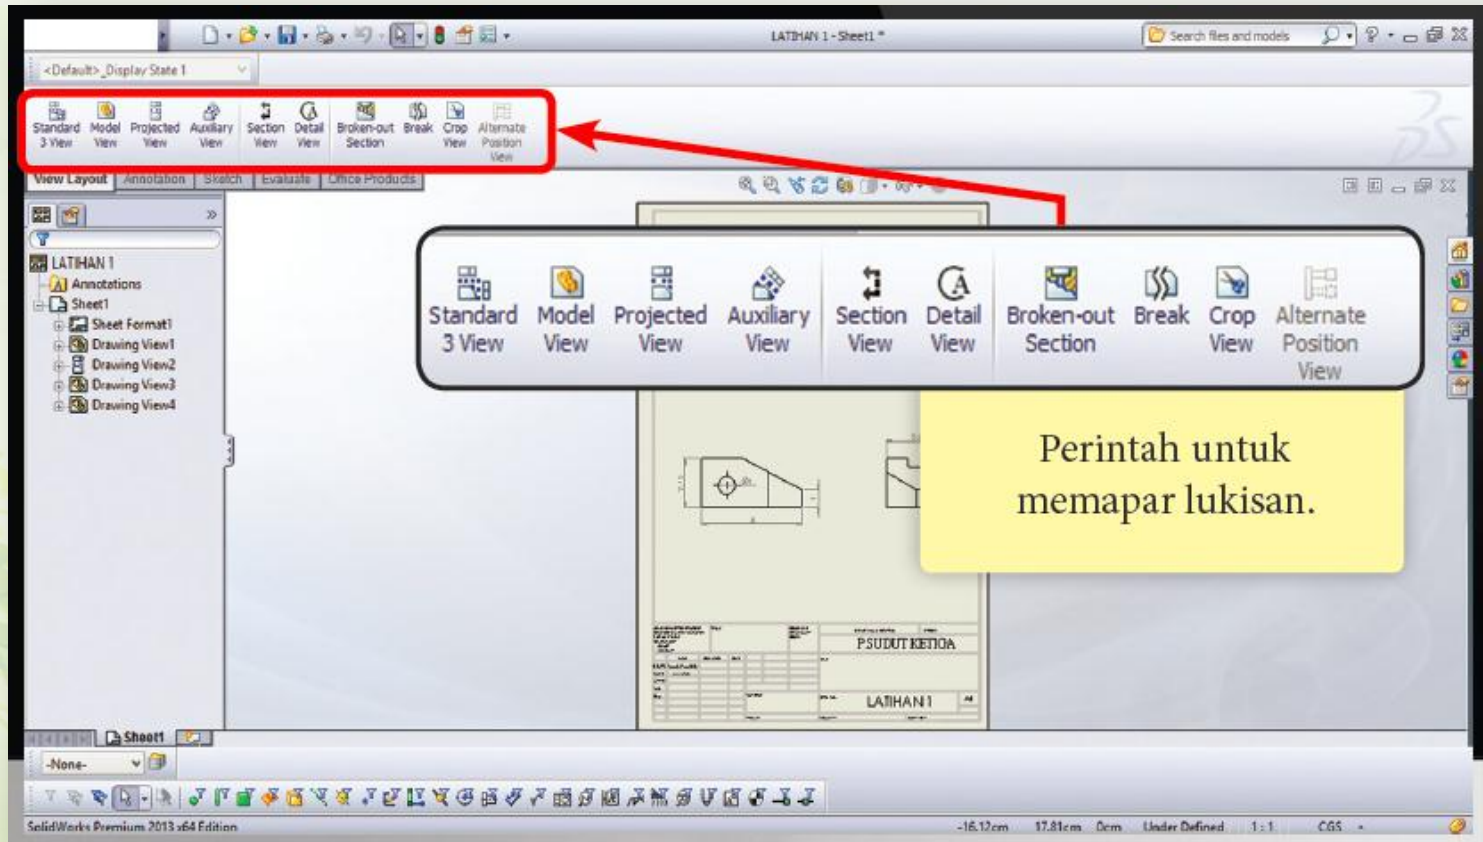 LATIHAN 1 - Sheet1 *
Search files and models
<Default>_Display State 1
Standard 3 View
Model View
Projected View
Auxiliary View
Section View
Detail View
Broken-out Section
Break
Crop View
Alternate Position View
View Layout
Annotation
Sketch
Evaluate
Office Products
LATIHAN 1
Annotations
Sheet1
Sheet Format1
Drawing View1
Drawing View2
Drawing View3
Drawing View4
Standard
3 View
Model
View
Projected
View
Auxiliary
View
Section
View
Detail
View
Broken-out
Section
Break
Crop
View
Alternate
Position
View
Perintah untuk
memapar lukisan.
P.SUDUT KETIGA
LATIHAN 1
A4
Sheet1
-None-
SolidWorks Premium 2013 x64 Edition
-16.12cm 17.81cm 0cm Under Defined 1:1 CGS